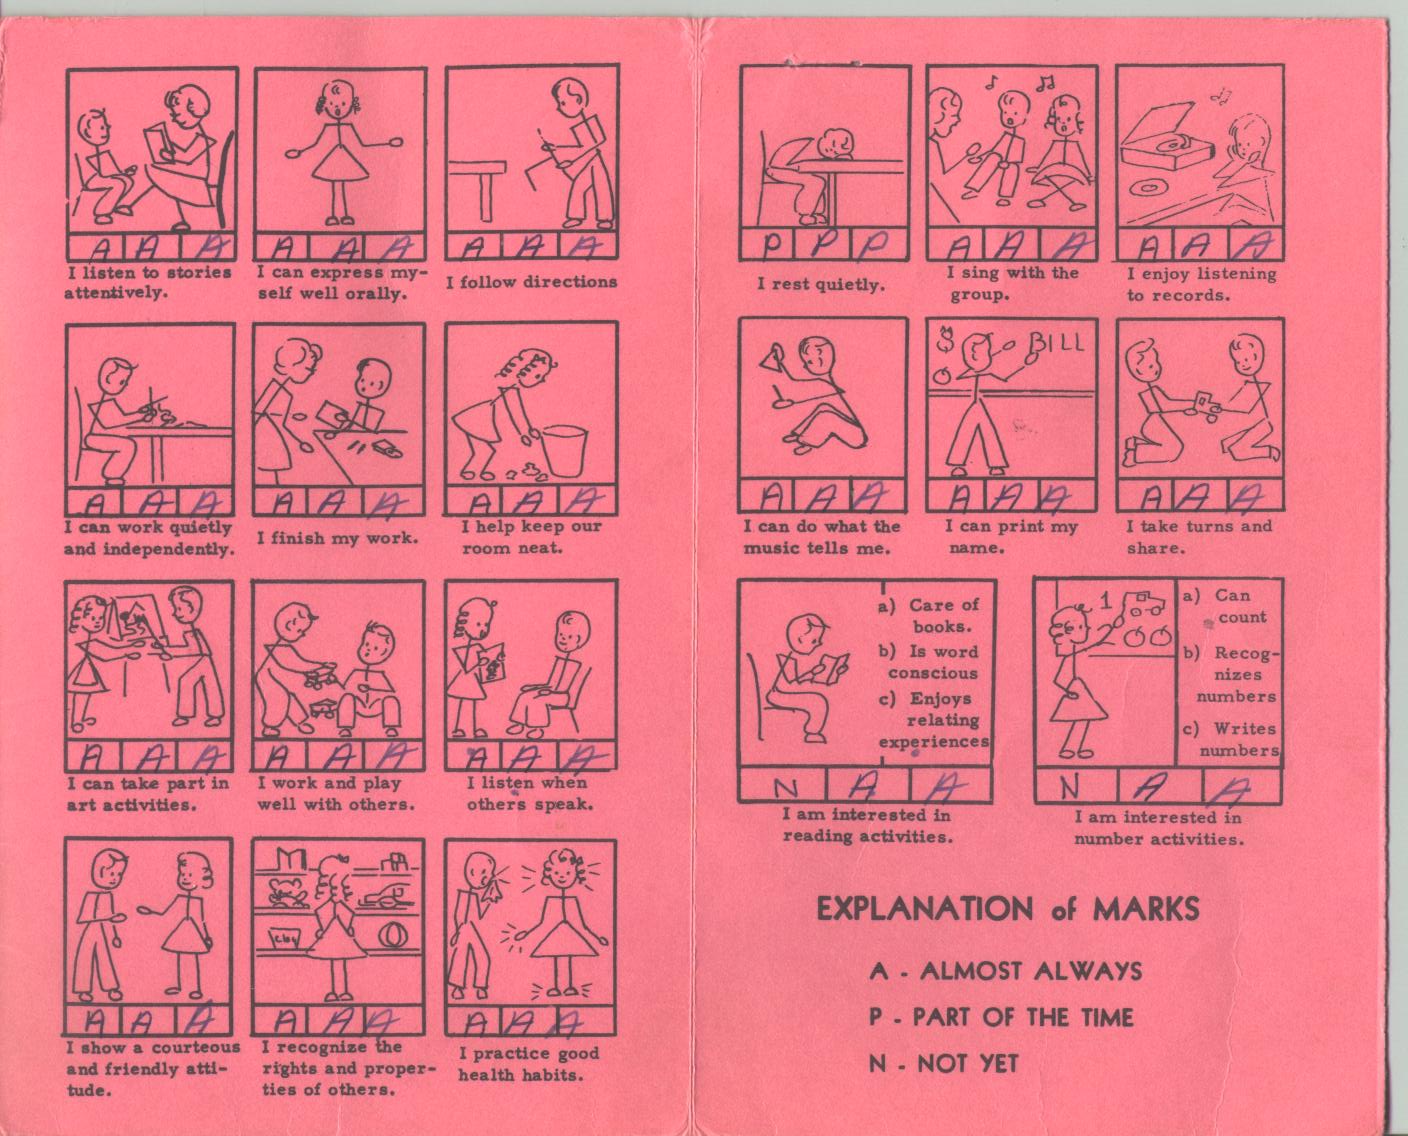 A A A
I listen to stories
attentively.
A A A
I can express my-
self well orally.
A A A
I follow directions
A A A
I can work quietly
and independently.
A A A
I finish my work.
A A A
I help keep our
room neat.
A A A
I can take part in
art activities.
A A A
I work and play
well with others.
A A A
I listen when
others speak.
A A A
I show a courteous
and friendly atti-
tude.
A A A
I recognize the
rights and proper-
ties of others.
A A A
I practice good
health habits.
P P P
I rest quietly.
A A A
I sing with the
group.
A A A
I enjoy listening
to records.
A A A
I can do what the
music tells me.
BILL
A A A
I can print my
name.
A A A
I take turns and
share.
a) Care of
books.
b) Is word
conscious
c) Enjoys
relating
experiences
N A A
I am interested in
reading activities.
1
a) Can
count
b) Recog-
nizes
numbers
c) Writes
numbers
N A A
I am interested in
number activities.
EXPLANATION of MARKS
A - ALMOST ALWAYS
P - PART OF THE TIME
N - NOT YET